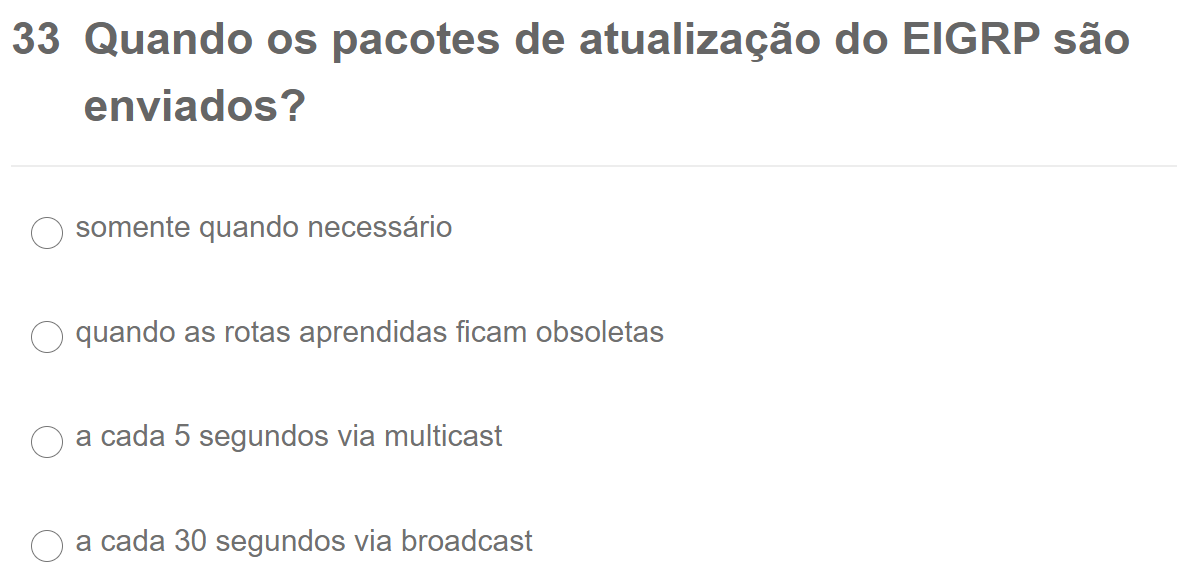 33 Quando os pacotes de atualização do EIGRP são
enviados?
somente quando necessário
quando as rotas aprendidas ficam obsoletas
a cada 5 segundos via multicast
a cada 30 segundos via broadcast